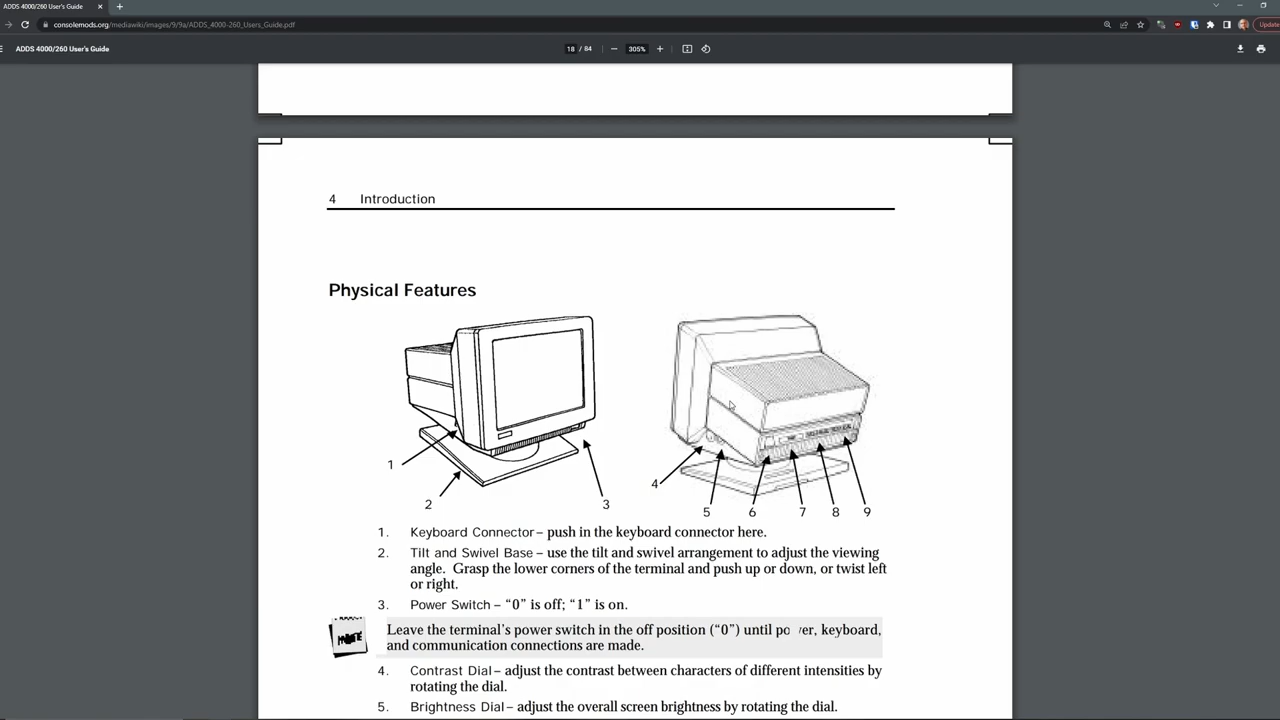 ADDS 4000/260 User's Guide
consolemods.org/mediawiki/images/9/9a/ADDS_4000-260_Users_Guide.pdf
Update
ADDS 4000/260 User's Guide
18 / 84
305%
4 Introduction
Physical Features
1
2
3
4
5
6
7
8
9
1. Keyboard Connector – push in the keyboard connector here.
2. Tilt and Swivel Base – use the tilt and swivel arrangement to adjust the viewing
angle. Grasp the lower corners of the terminal and push up or down, or twist left
or right.
3. Power Switch – “0” is off; “1” is on.
NOTE
Leave the terminal’s power switch in the off position (“0”) until power, keyboard,
and communication connections are made.
4. Contrast Dial – adjust the contrast between characters of different intensities by
rotating the dial.
5. Brightness Dial – adjust the overall screen brightness by rotating the dial.